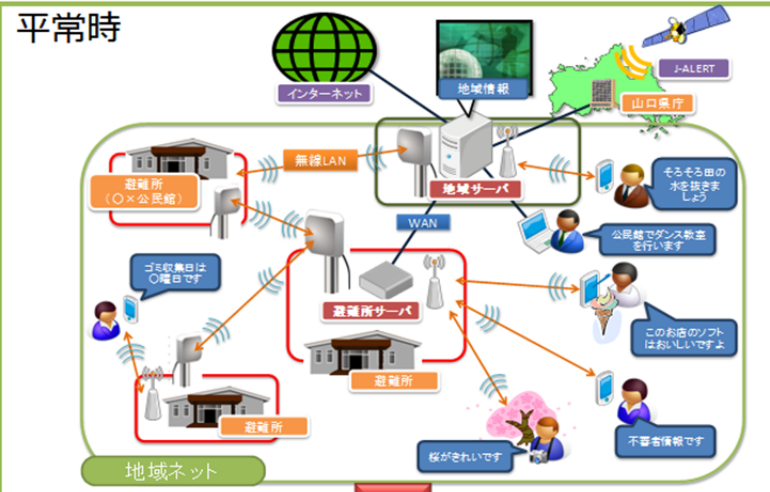 平常時
インターネット
地域情報
J-ALERT
山口県庁
無線LAN
避難所
(○×公民館)
地域サーバ
そろそろ田の
水を抜きま
しょう
WAN
公民館でダンス教室
を行います
ゴミ収集日は
○曜日です
避難所サーバ
このお店のソフト
はおいしいですよ
避難所
避難所
不審者情報です
桜がきれいです
地域ネット